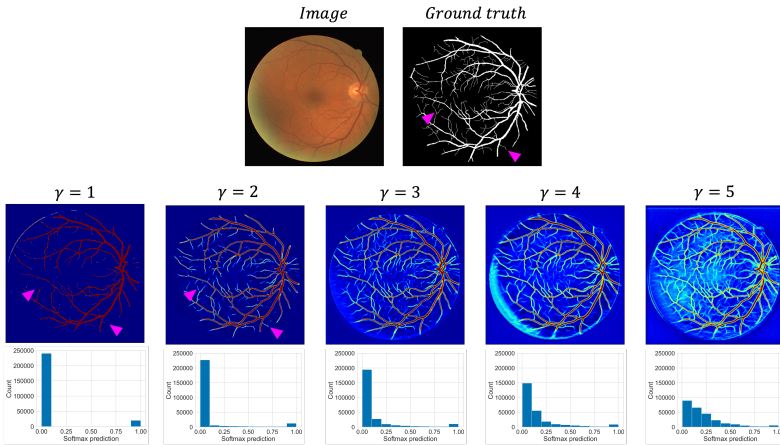 Image Ground truth
γ = 1 γ = 2 γ = 3 γ = 4 γ = 5
250000 250000 250000 250000 250000
200000 200000 200000 200000 200000
150000 150000 150000 150000 150000
Count Count Count Count Count
100000 100000 100000 100000 100000
50000 50000 50000 50000 50000
0 0 0 0 0
0.00 0.25 0.50 0.75 1.00 0.00 0.25 0.50 0.75 1.00 0.00 0.25 0.50 0.75 1.00 0.00 0.25 0.50 0.75 1.00 0.00 0.25 0.50 0.75 1.00
Softmax prediction Softmax prediction Softmax prediction Softmax prediction Softmax prediction